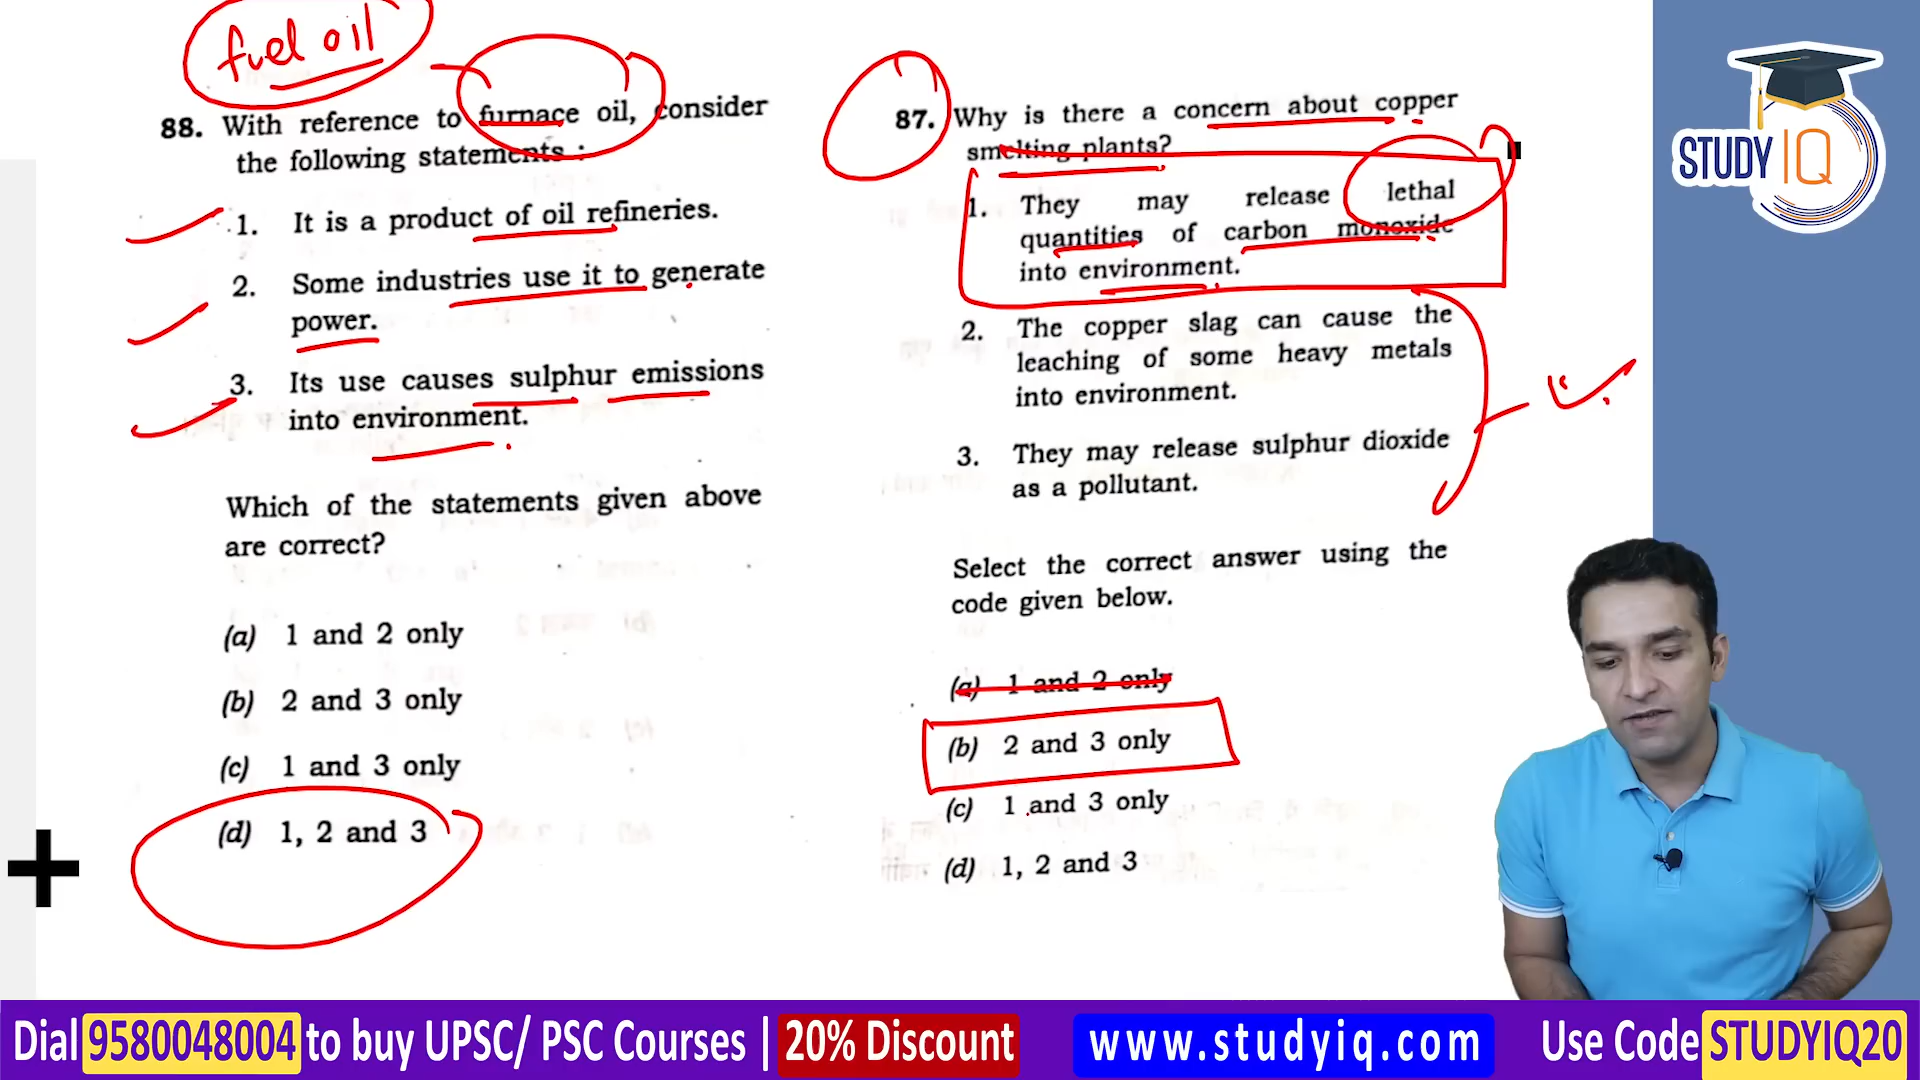 fuel oil
88. With reference to furnace oil, consider
the following statements :
1. It is a product of oil refineries.
2. Some industries use it to generate
power.
3. Its use causes sulphur emissions
into environment.
Which of the statements given above
are correct?
(a) 1 and 2 only
(b) 2 and 3 only
(c) 1 and 3 only
(d) 1, 2 and 3
87. Why is there a concern about copper
smelting plants?
1. They may release lethal
quantities of carbon monoxide
into environment.
2. The copper slag can cause the
leaching of some heavy metals
into environment.
3. They may release sulphur dioxide
as a pollutant.
Select the correct answer using the
code given below.
(a) 1 and 2 only
(b) 2 and 3 only
(c) 1 and 3 only
(d) 1, 2 and 3
STUDY IQ
Dial 9580048004 to buy UPSC/ PSC Courses | 20% Discount www.studyiq.com Use Code STUDYIQ20